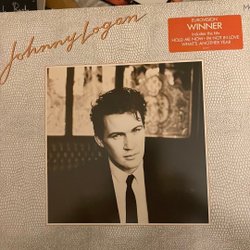 Johnny Logan
EUROVISION
WINNER
Includes the hits
HOLD ME NOW • I'M NOT IN LOVE
WHAT'S ANOTHER YEAR